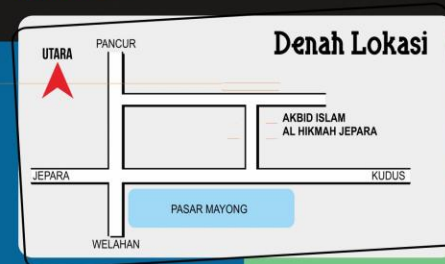 Denah Lokasi
UTARA
PANCUR
AKBID ISLAM
AL HIKMAH JEPARA
JEPARA
KUDUS
PASAR MAYONG
WELAHAN